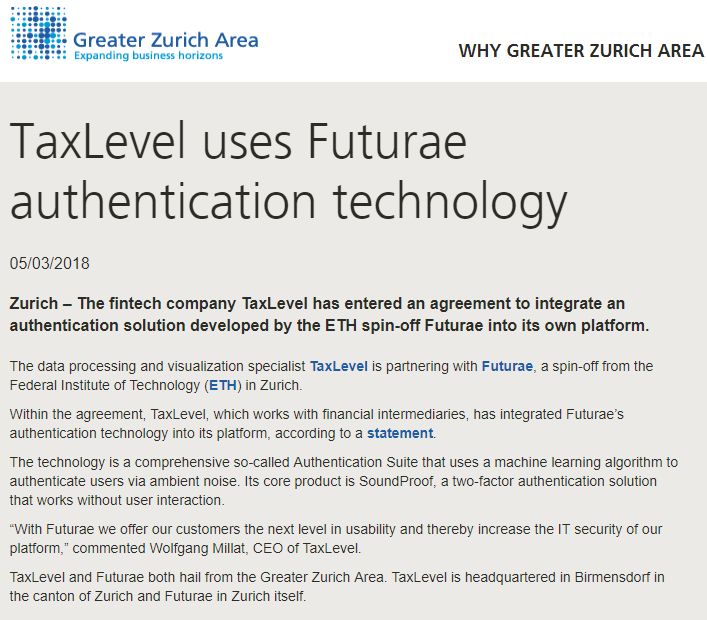 Greater Zurich Area
Expanding business horizons
WHY GREATER ZURICH AREA
TaxLevel uses Futurae
authentication technology
05/03/2018
Zurich – The fintech company TaxLevel has entered an agreement to integrate an
authentication solution developed by the ETH spin-off Futurae into its own platform.
The data processing and visualization specialist TaxLevel is partnering with Futurae, a spin-off from the
Federal Institute of Technology (ETH) in Zurich.
Within the agreement, TaxLevel, which works with financial intermediaries, has integrated Futurae’s
authentication technology into its platform, according to a statement.
The technology is a comprehensive so-called Authentication Suite that uses a machine learning algorithm to
authenticate users via ambient noise. Its core product is SoundProof, a two-factor authentication solution
that works without user interaction.
“With Futurae we offer our customers the next level in usability and thereby increase the IT security of our
platform,” commented Wolfgang Millat, CEO of TaxLevel.
TaxLevel and Futurae both hail from the Greater Zurich Area. TaxLevel is headquartered in Birmensdorf in
the canton of Zurich and Futurae in Zurich itself.